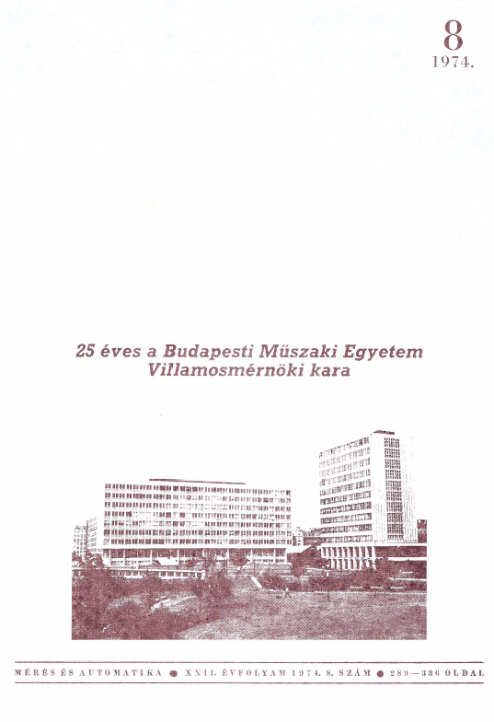 8
1974.
25 éves a Budapesti Műszaki Egyetem
Villamosmérnöki kara
MÉRÉS ÉS AUTOMATIKA ● XXII. ÉVFOLYAM 1974. 8. SZÁM ● 289—336 OLDAL